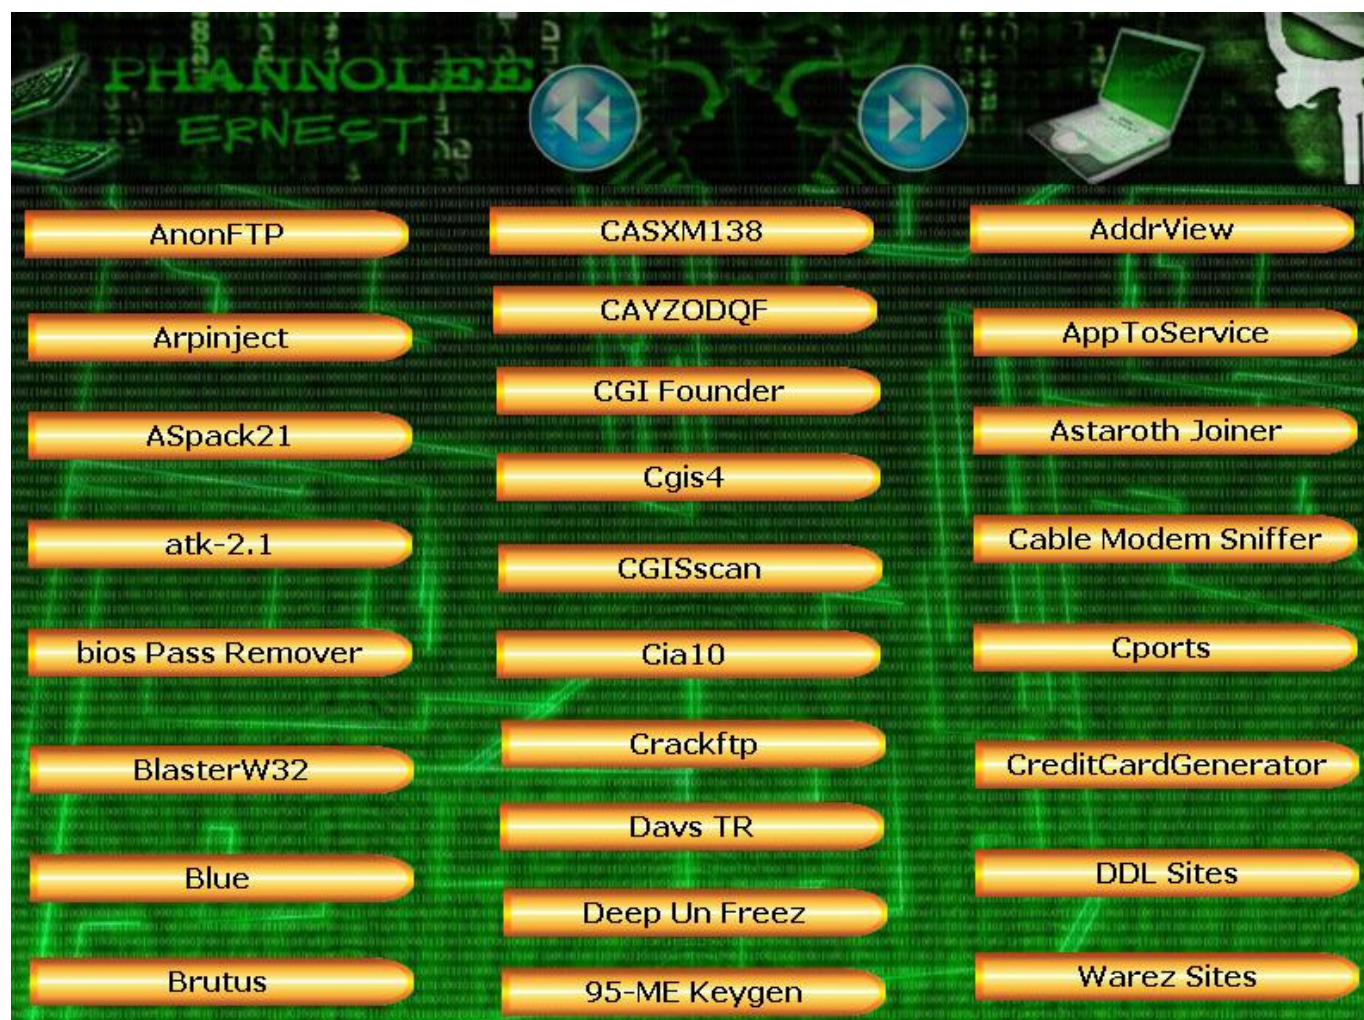 PHANNOLEE
ERNEST
HACKING
AnonFTP
Arpinject
ASpack21
atk-2.1
bios Pass Remover
BlasterW32
Blue
Brutus
CASXM138
CAYZODQF
CGI Founder
Cgis4
CGISscan
Cia10
Crackftp
Davs TR
Deep Un Freez
95-ME Keygen
AddrView
AppToService
Astaroth Joiner
Cable Modem Sniffer
Cports
CreditCardGenerator
DDL Sites
Warez Sites